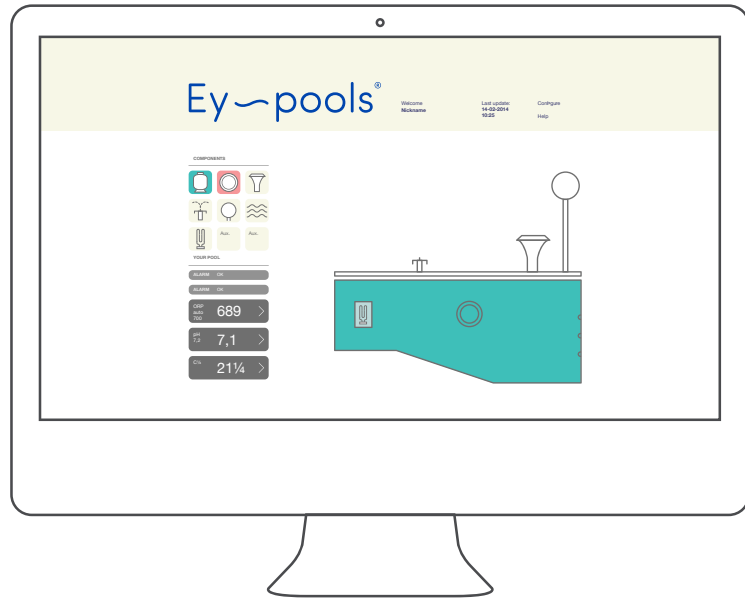 Ey~pools®
Welcome
Nickname
Last update:
14-02-2014
10:25
Configure
Help
COMPONENTS
Aux.
Aux.
YOUR POOL
ALARM OK
ALARM OK
ORP
auto
700
689
pH
7,2
7,1
21¼